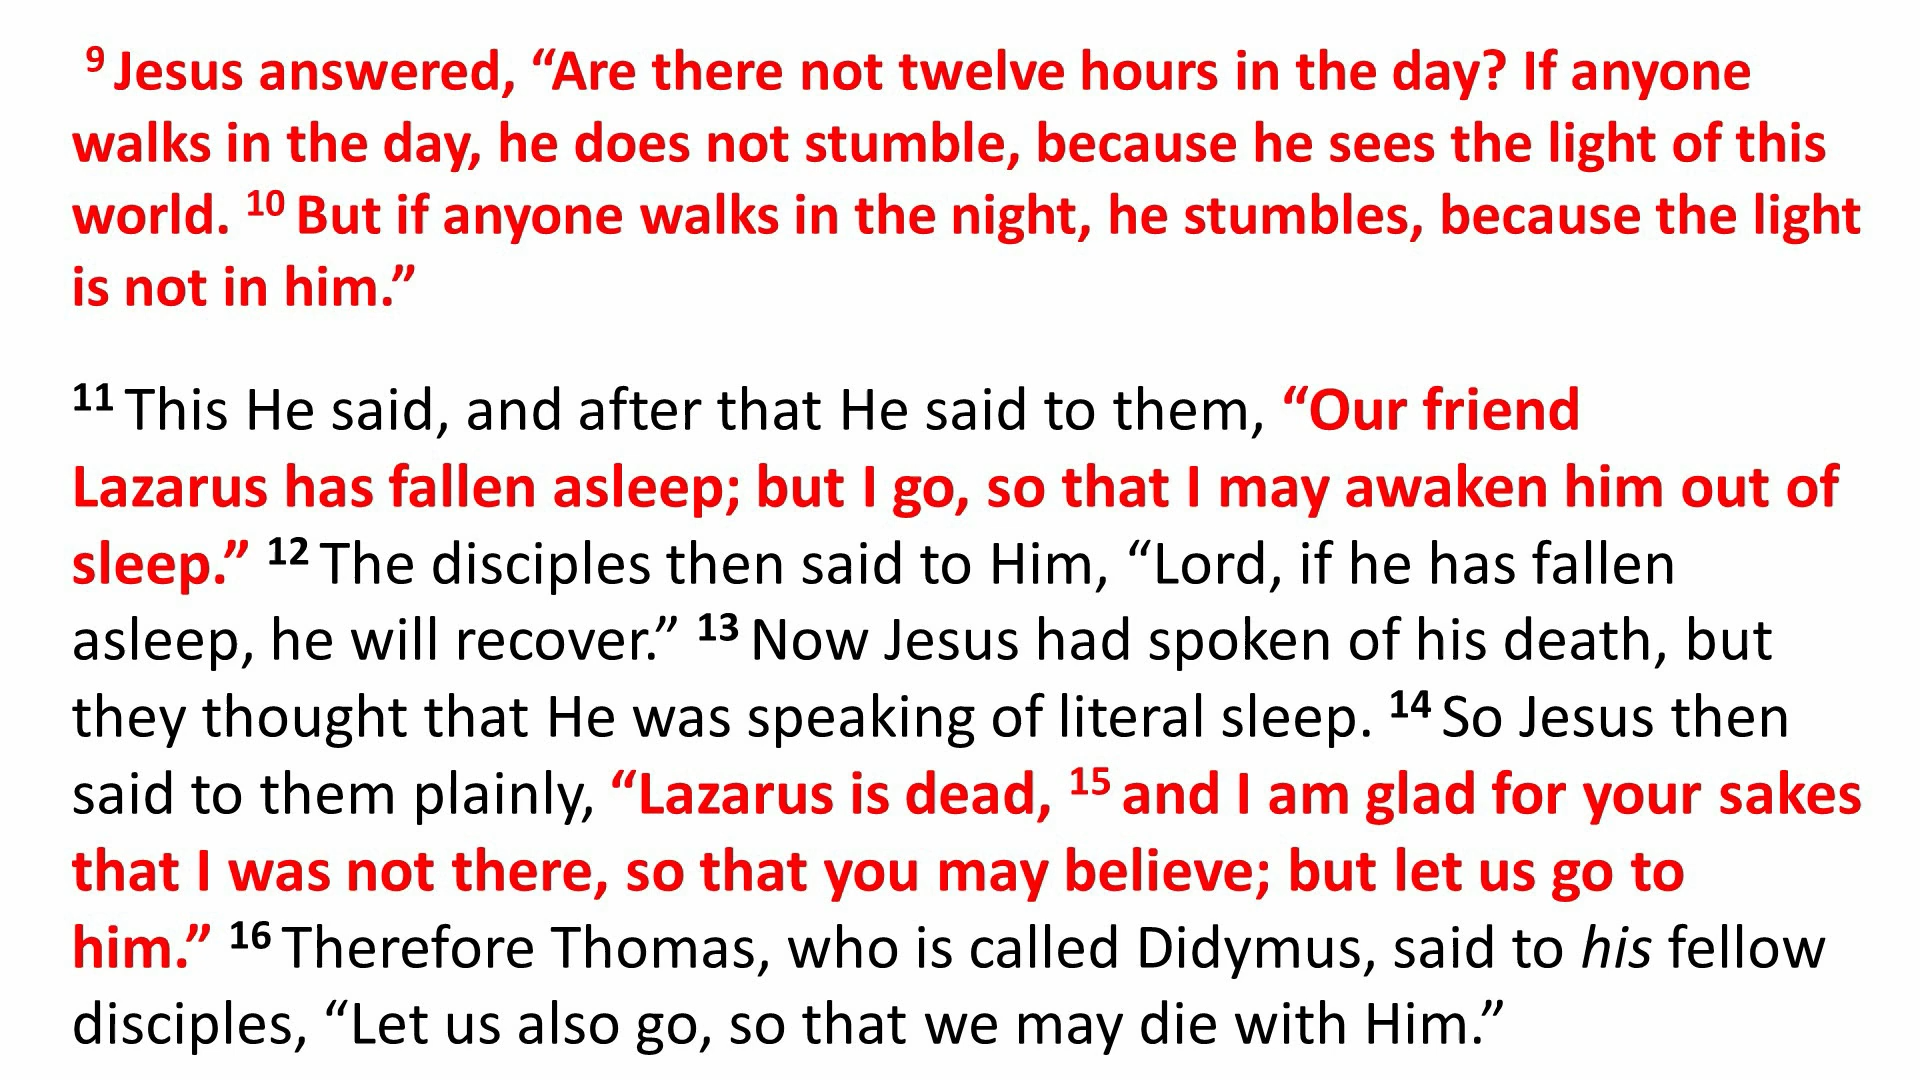 9 Jesus answered, “Are there not twelve hours in the day? If anyone
walks in the day, he does not stumble, because he sees the light of this
world. 10 But if anyone walks in the night, he stumbles, because the light
is not in him.”
11 This He said, and after that He said to them, “Our friend
Lazarus has fallen asleep; but I go, so that I may awaken him out of
sleep.” 12 The disciples then said to Him, “Lord, if he has fallen
asleep, he will recover.” 13 Now Jesus had spoken of his death, but
they thought that He was speaking of literal sleep. 14 So Jesus then
said to them plainly, “Lazarus is dead, 15 and I am glad for your sakes
that I was not there, so that you may believe; but let us go to
him.” 16 Therefore Thomas, who is called Didymus, said to his fellow
disciples, “Let us also go, so that we may die with Him.”